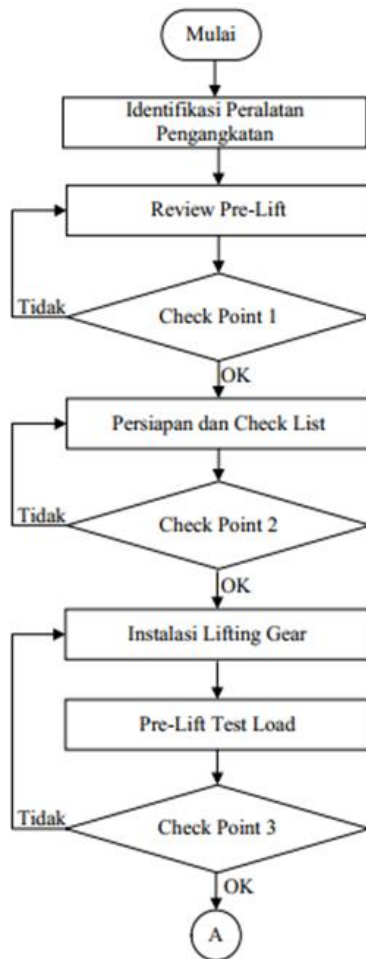 Mulai
Identifikasi Peralatan
Pengangkatan
Review Pre-Lift
Tidak
Check Point 1
OK
Persiapan dan Check List
Tidak
Check Point 2
OK
Instalasi Lifting Gear
Pre-Lift Test Load
Tidak
Check Point 3
OK
A